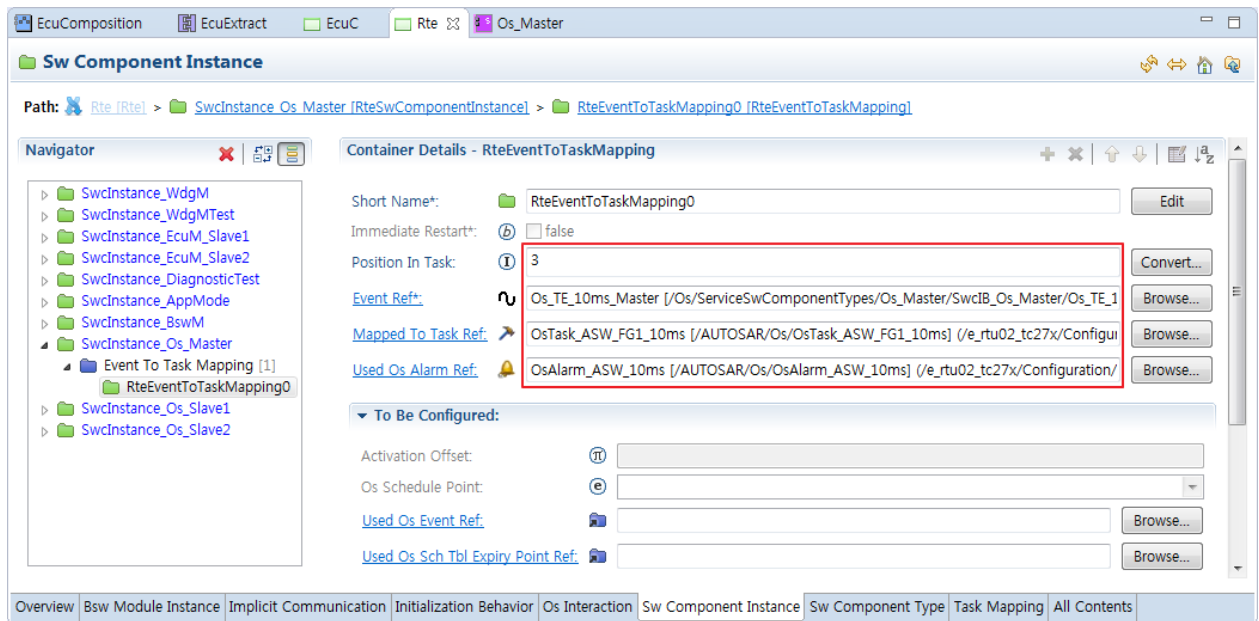 EcuComposition EcuExtract EcuC Rte Os_Master
Sw Component Instance
Path: Rte [Rte] > SwcInstance_Os_Master [RteSwComponentInstance] > RteEventToTaskMapping0 [RteEventToTaskMapping]
Navigator
SwcInstance_WdgM
SwcInstance_WdgMTest
SwcInstance_EcuM_Slave1
SwcInstance_EcuM_Slave2
SwcInstance_DiagnosticTest
SwcInstance_AppMode
SwcInstance_BswM
SwcInstance_Os_Master
Event To Task Mapping [1]
RteEventToTaskMapping0
SwcInstance_Os_Slave1
SwcInstance_Os_Slave2
Container Details - RteEventToTaskMapping
Short Name*: RteEventToTaskMapping0 Edit
Immediate Restart*: false
Position In Task: 3 Convert...
Event Ref*: Os_TE_10ms_Master [/Os/ServiceSwComponentTypes/Os_Master/SwcIB_Os_Master/Os_TE_1 Browse...
Mapped To Task Ref: OsTask_ASW_FG1_10ms [/AUTOSAR/Os/OsTask_ASW_FG1_10ms] (/e_rtu02_tc27x/Configur Browse...
Used Os Alarm Ref: OsAlarm_ASW_10ms [/AUTOSAR/Os/OsAlarm_ASW_10ms] (/e_rtu02_tc27x/Configuration/ Browse...
To Be Configured:
Activation Offset:
Os Schedule Point:
Used Os Event Ref: Browse...
Used Os Sch Tbl Expiry Point Ref: Browse...
Overview Bsw Module Instance Implicit Communication Initialization Behavior Os Interaction Sw Component Instance Sw Component Type Task Mapping All Contents